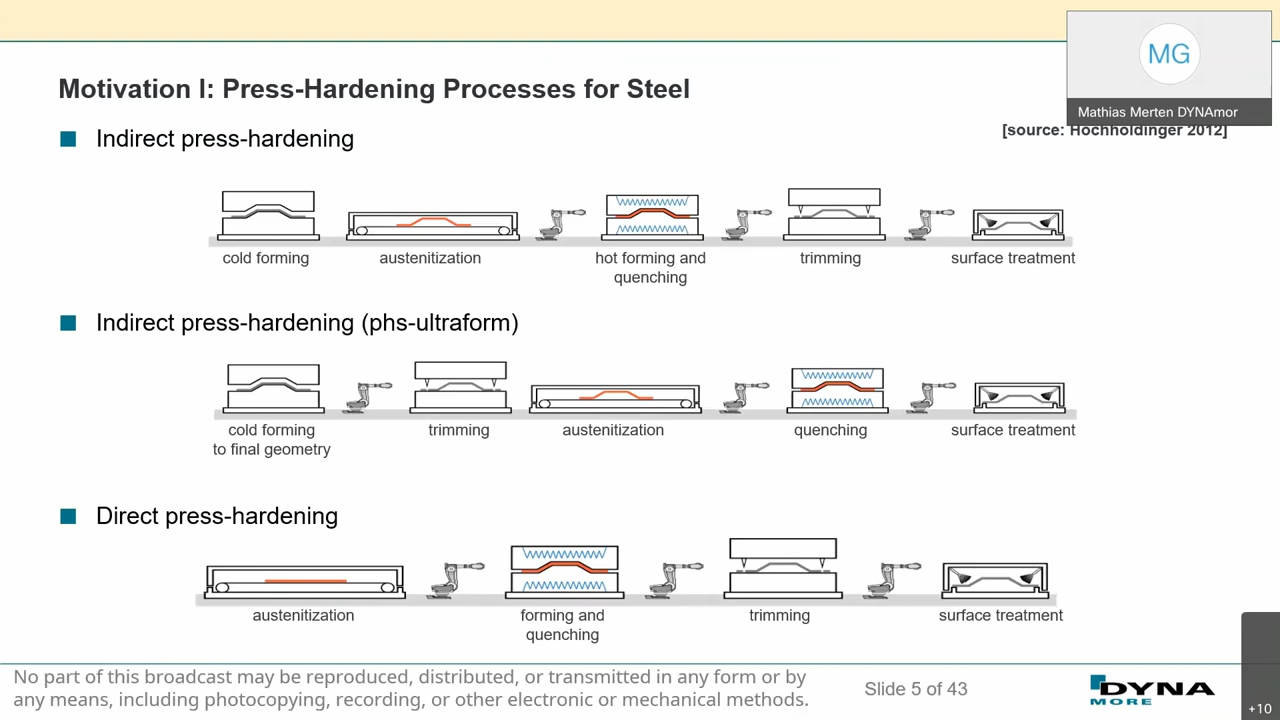 MG
Mathias Merten DYNAmor
Motivation I: Press-Hardening Processes for Steel
[source: Hochholdinger 2012]
Indirect press-hardening
cold forming
austenitization
hot forming and
quenching
trimming
surface treatment
Indirect press-hardening (phs-ultraform)
cold forming
to final geometry
trimming
austenitization
quenching
surface treatment
Direct press-hardening
austenitization
forming and
quenching
trimming
surface treatment
No part of this broadcast may be reproduced, distributed, or transmitted in any form or by
any means, including photocopying, recording, or other electronic or mechanical methods.
Slide 5 of 43
DYNA
MORE
+10